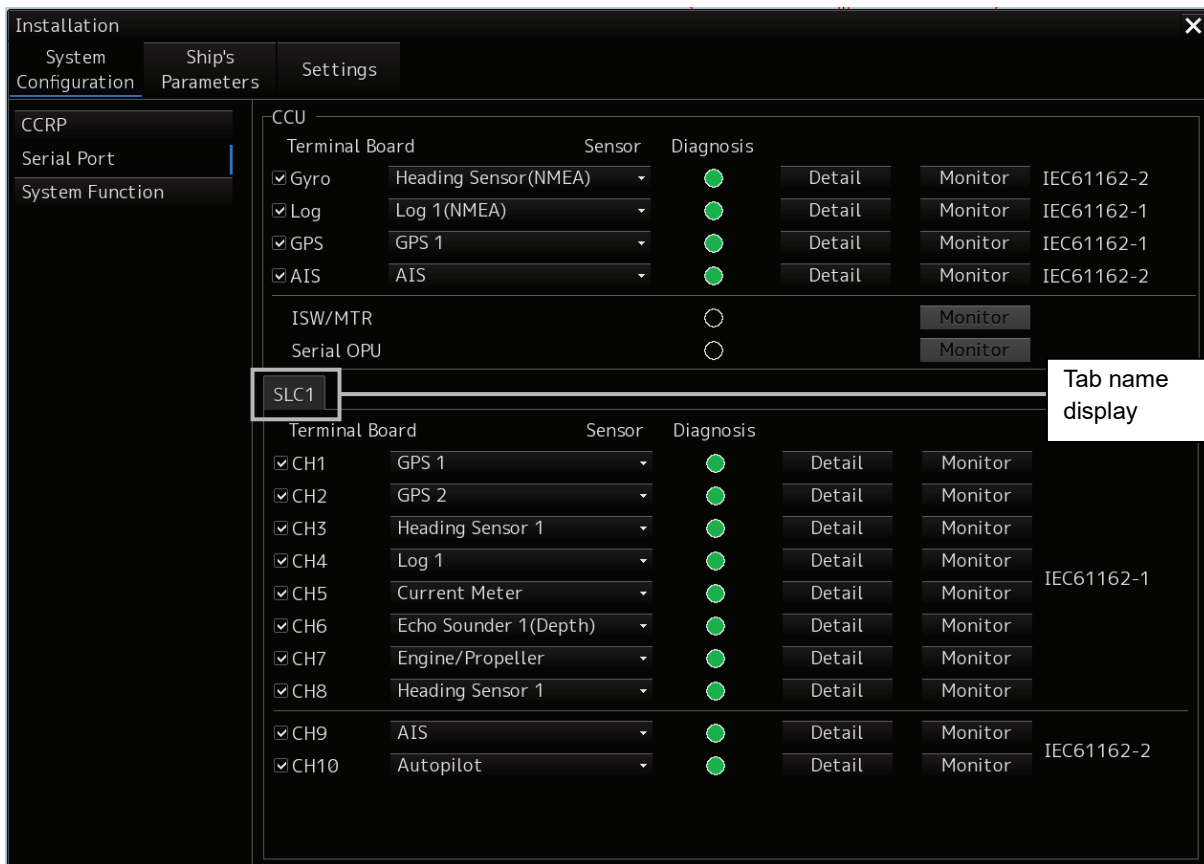 Installation
System Configuration
Ship's Parameters
Settings
CCRP
Serial Port
System Function
CCU
Terminal Board Sensor Diagnosis
Gyro Heading Sensor(NMEA) Detail Monitor IEC61162-2
Log Log 1(NMEA) Detail Monitor IEC61162-1
GPS GPS 1 Detail Monitor IEC61162-1
AIS AIS Detail Monitor IEC61162-2
ISW/MTR Monitor
Serial OPU Monitor
SLC1
Tab name
display
Terminal Board Sensor Diagnosis
CH1 GPS 1 Detail Monitor
CH2 GPS 2 Detail Monitor
CH3 Heading Sensor 1 Detail Monitor
CH4 Log 1 Detail Monitor
IEC61162-1
CH5 Current Meter Detail Monitor
CH6 Echo Sounder 1(Depth) Detail Monitor
CH7 Engine/Propeller Detail Monitor
CH8 Heading Sensor 1 Detail Monitor
CH9 AIS Detail Monitor
IEC61162-2
CH10 Autopilot Detail Monitor